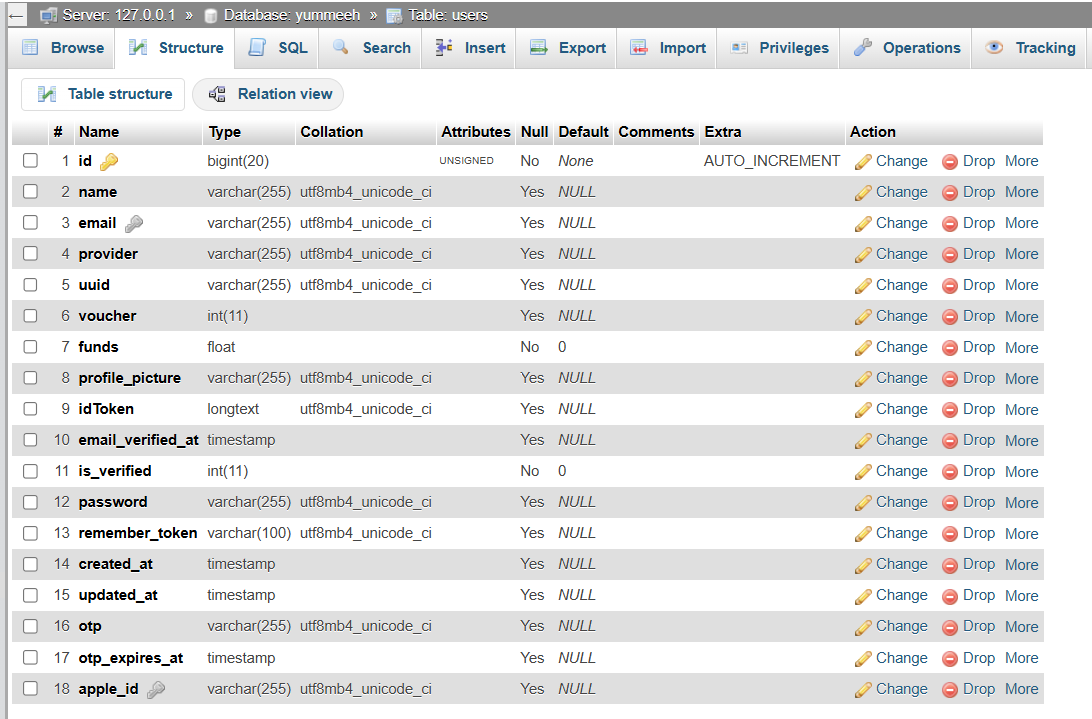 Server: 127.0.0.1 » Database: yummeeh » Table: users
Browse Structure SQL Search Insert Export Import Privileges Operations Tracking
Table structure Relation view
# Name Type Collation Attributes Null Default Comments Extra Action
1 id bigint(20) UNSIGNED No None AUTO_INCREMENT Change Drop More
2 name varchar(255) utf8mb4_unicode_ci Yes NULL Change Drop More
3 email varchar(255) utf8mb4_unicode_ci Yes NULL Change Drop More
4 provider varchar(255) utf8mb4_unicode_ci Yes NULL Change Drop More
5 uuid varchar(255) utf8mb4_unicode_ci Yes NULL Change Drop More
6 voucher int(11) Yes NULL Change Drop More
7 funds float No 0 Change Drop More
8 profile_picture varchar(255) utf8mb4_unicode_ci Yes NULL Change Drop More
9 idToken longtext utf8mb4_unicode_ci Yes NULL Change Drop More
10 email_verified_at timestamp Yes NULL Change Drop More
11 is_verified int(11) No 0 Change Drop More
12 password varchar(255) utf8mb4_unicode_ci Yes NULL Change Drop More
13 remember_token varchar(100) utf8mb4_unicode_ci Yes NULL Change Drop More
14 created_at timestamp Yes NULL Change Drop More
15 updated_at timestamp Yes NULL Change Drop More
16 otp varchar(255) utf8mb4_unicode_ci Yes NULL Change Drop More
17 otp_expires_at timestamp Yes NULL Change Drop More
18 apple_id varchar(255) utf8mb4_unicode_ci Yes NULL Change Drop More